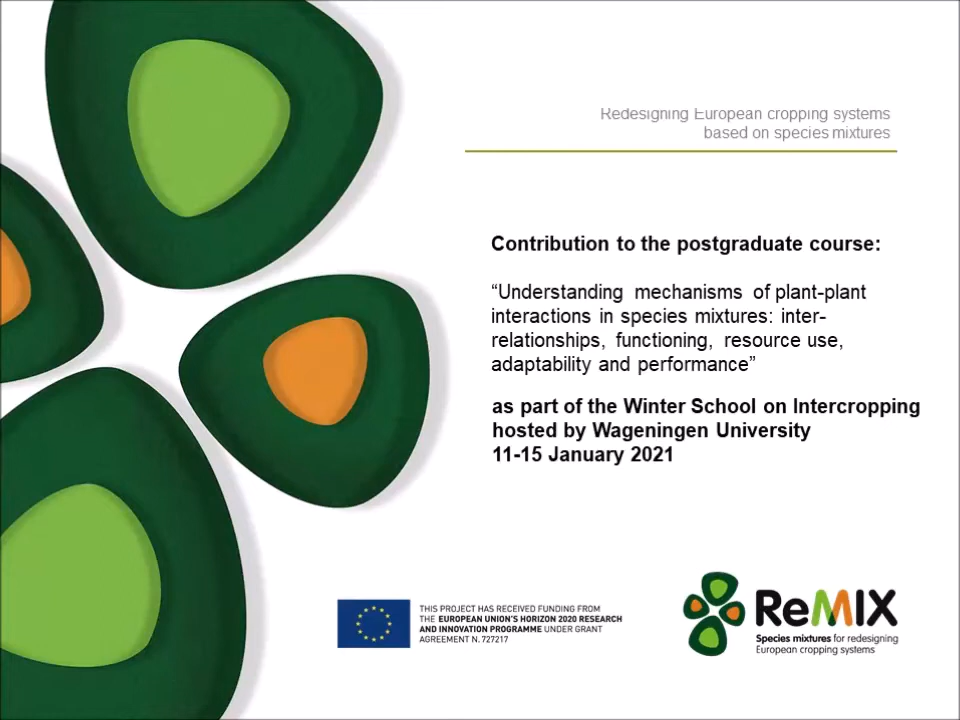 Redesigning European cropping systems
based on species mixtures
Contribution to the postgraduate course:
“Understanding mechanisms of plant-plant
interactions in species mixtures: inter-
relationships, functioning, resource use,
adaptability and performance”
as part of the Winter School on Intercropping
hosted by Wageningen University
11-15 January 2021
THIS PROJECT HAS RECEIVED FUNDING FROM
THE EUROPEAN UNION'S HORIZON 2020 RESEARCH
AND INNOVATION PROGRAMME UNDER GRANT
AGREEMENT N. 727217
ReMIX
Species mixtures for redesigning
European cropping systems